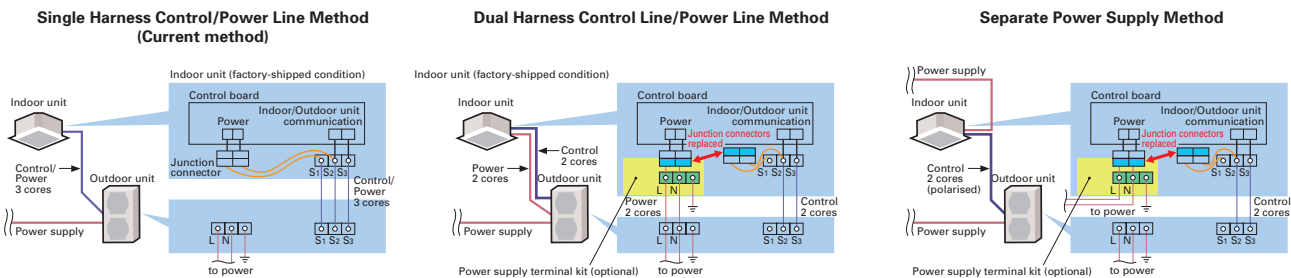 Single Harness Control/Power Line Method
(Current method)
Indoor unit (factory-shipped condition)
Control board
Indoor unit
Indoor/Outdoor unit
communication
Power
Junction
connector
S1 S2 S3
Control/
Power
3 cores
Outdoor unit
Control/
Power
3 cores
Power supply
L N
S1 S2 S3
to power
Dual Harness Control Line/Power Line Method
Indoor unit (factory-shipped condition)
Control board
Indoor unit
Indoor/Outdoor unit
communication
Power
Junction connectors
replaced
Control
2 cores
Power
2 cores
S1 S2 S3
Outdoor unit
L N
Power
2 cores
Control
2 cores
Power supply
L N
S1 S2 S3
to power
Power supply terminal kit (optional)
Separate Power Supply Method
Power supply
Control board
Indoor unit
Indoor/Outdoor unit
communication
Power
Junction connectors
replaced
S1 S2 S3
Control
2 cores
(polarised)
Outdoor unit
L N
to power
Control
2 cores
Power supply
L N
S1 S2 S3
to power
Power supply terminal kit (optional)